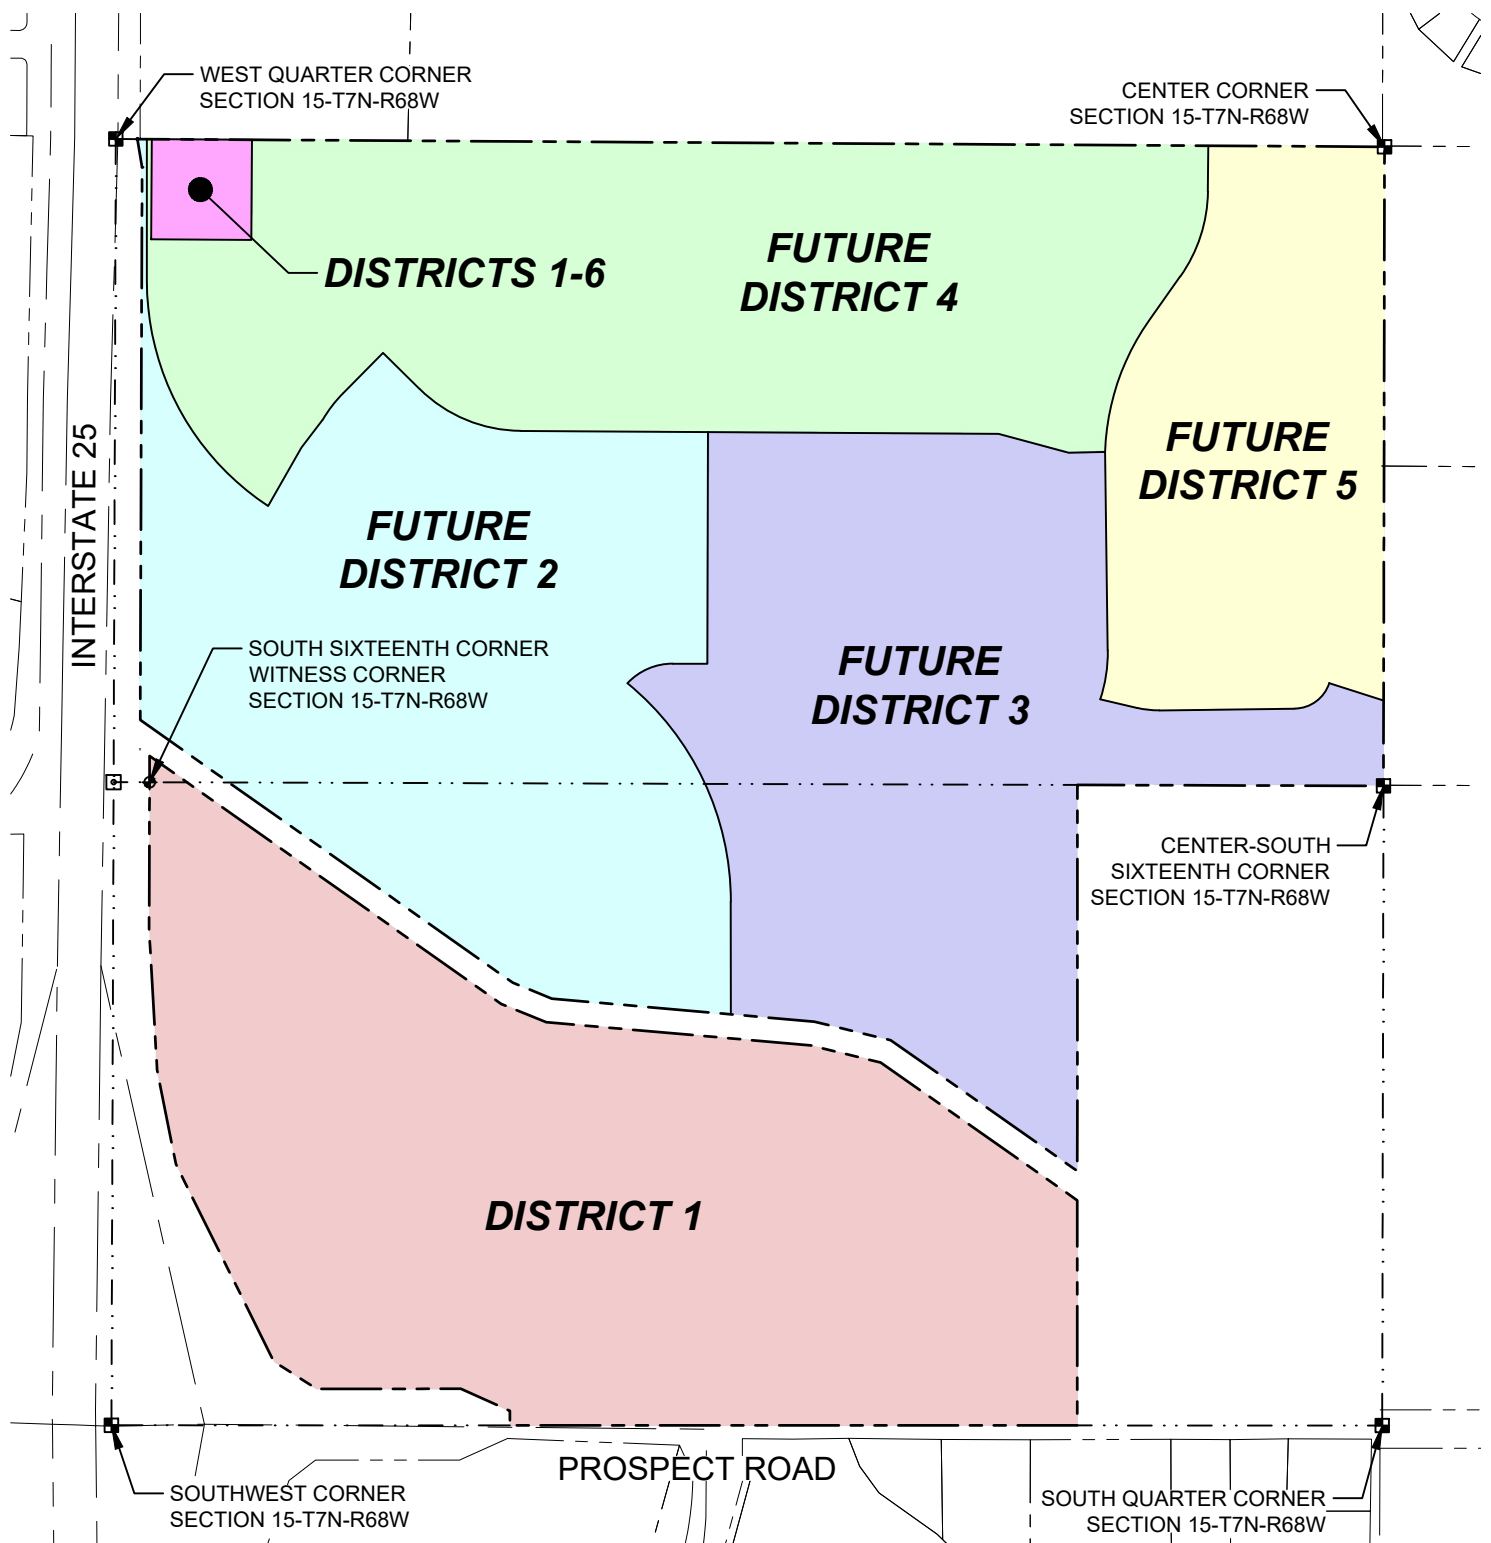 WEST QUARTER CORNER
SECTION 15-T7N-R68W
CENTER CORNER
SECTION 15-T7N-R68W
DISTRICTS 1-6
FUTURE
DISTRICT 4
FUTURE
DISTRICT 5
INTERSTATE 25
FUTURE
DISTRICT 2
SOUTH SIXTEENTH CORNER
WITNESS CORNER
SECTION 15-T7N-R68W
FUTURE
DISTRICT 3
CENTER-SOUTH
SIXTEENTH CORNER
SECTION 15-T7N-R68W
DISTRICT 1
PROSPECT ROAD
SOUTHWEST CORNER
SECTION 15-T7N-R68W
SOUTH QUARTER CORNER
SECTION 15-T7N-R68W